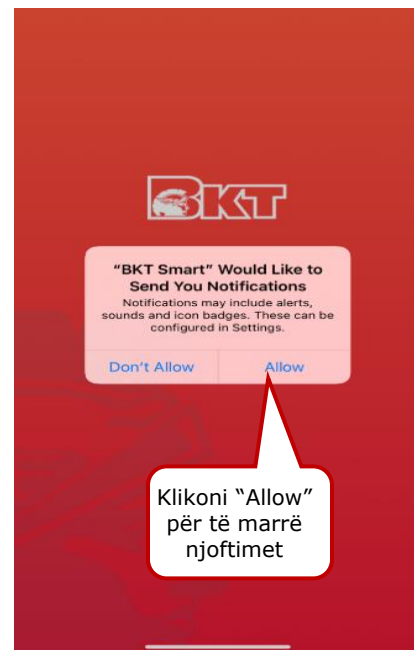 BKT
“BKT Smart” Would Like to
Send You Notifications
Notifications may include alerts,
sounds and icon badges. These can be
configured in Settings.
Don’t Allow Allow
Klikoni “Allow”
për të marrë
njoftimet